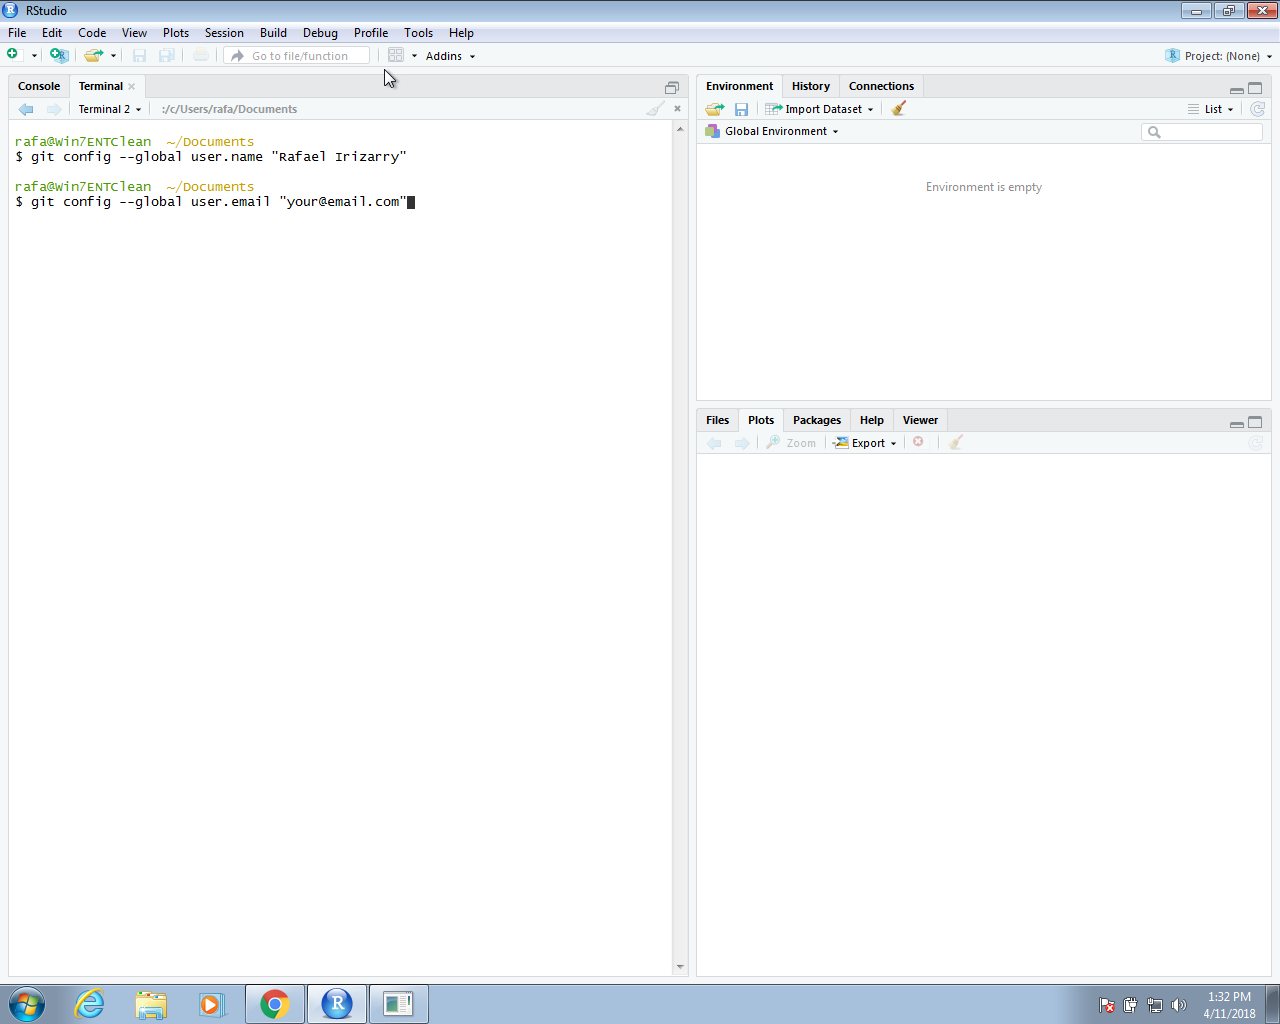 RStudio
File Edit Code View Plots Session Build Debug Profile Tools Help
Go to file/function Addins Project: (None)
Console Terminal
Terminal 2 :/c/Users/rafa/Documents
rafa@Win7ENTClean ~/Documents
$ git config --global user.name "Rafael Irizarry"
rafa@Win7ENTClean ~/Documents
$ git config --global user.email "your@email.com"
Environment History Connections
Import Dataset List
Global Environment
Environment is empty
Files Plots Packages Help Viewer
Zoom Export
1:32 PM
4/11/2018